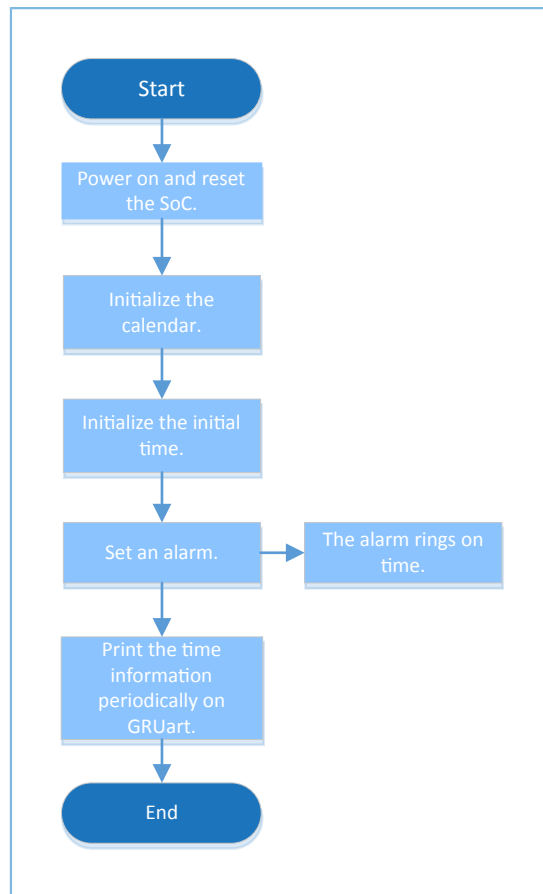 Start
Power on and reset
the SoC.
Initialize the
calendar.
Initialize the initial
time.
Set an alarm.
The alarm rings on
time.
Print the time
information
periodically on
GRUart.
End